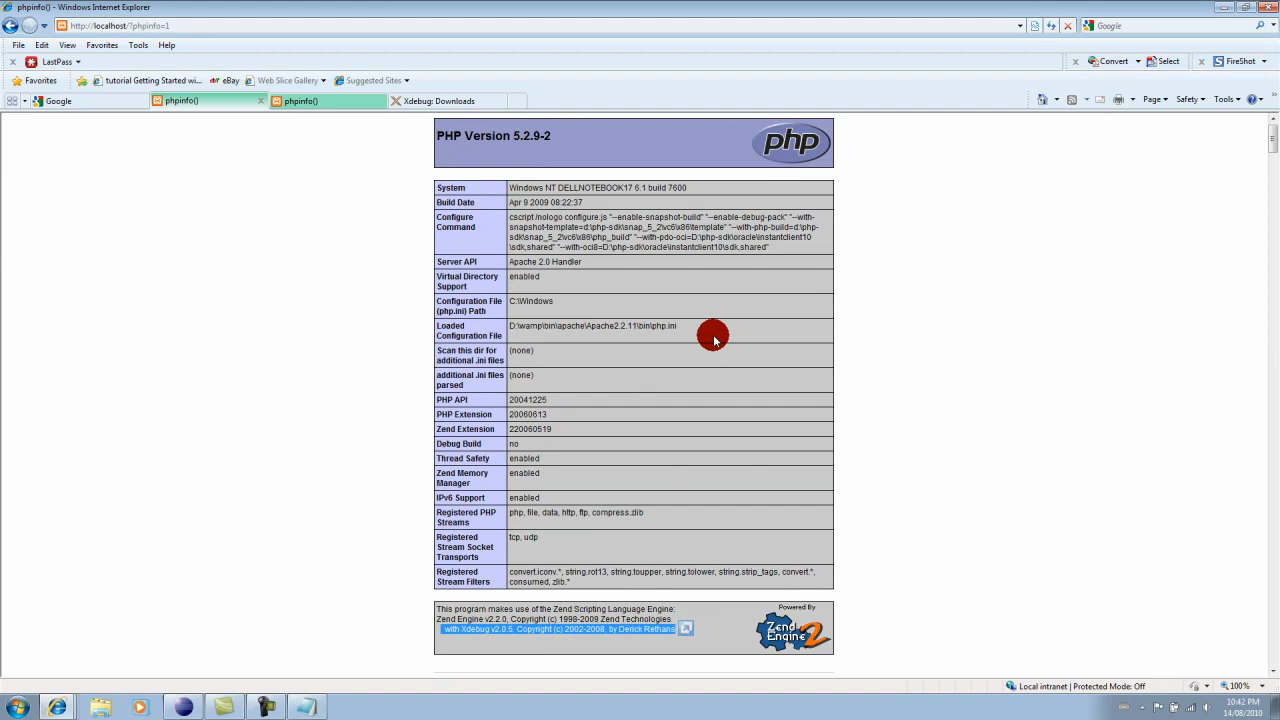 phpinfo() - Windows Internet Explorer
http://localhost/?phpinfo=1
Google
File Edit View Favorites Tools Help
LastPass
Convert Select
FireShot
Favorites
tutorial Getting Started wi...
eBay
Web Slice Gallery
Suggested Sites
Google
phpinfo()
phpinfo()
Xdebug: Downloads
Page Safety Tools
PHP Version 5.2.9-2
php
System Windows NT DELLNOTEBOOK17 6.1 build 7600
Build Date Apr 9 2009 08:22:37
Configure Command cscript /nologo configure.js "--enable-snapshot-build" "--enable-debug-pack" "--with-
snapshot-template=d:\php-sdk\snap_5_2\vc6\x86\template" "--with-php-build=d:\php-
sdk\snap_5_2\vc6\x86\php_build" "--with-pdo-oci=D:\php-sdk\oracle\instantclient10
\sdk,shared" "--with-oci8=D:\php-sdk\oracle\instantclient10\sdk,shared"
Server API Apache 2.0 Handler
Virtual Directory Support enabled
Configuration File (php.ini) Path C:\Windows
Loaded Configuration File D:\wamp\bin\apache\Apache2.2.11\bin\php.ini
Scan this dir for additional .ini files (none)
additional .ini files parsed (none)
PHP API 20041225
PHP Extension 20060613
Zend Extension 220060519
Debug Build no
Thread Safety enabled
Zend Memory Manager enabled
IPv6 Support enabled
Registered PHP Streams php, file, data, http, ftp, compress.zlib
Registered Stream Socket Transports tcp, udp
Registered Stream Filters convert.iconv.*, string.rot13, string.toupper, string.tolower, string.strip_tags, convert.*,
consumed, zlib.*
This program makes use of the Zend Scripting Language Engine:
Zend Engine v2.2.0, Copyright (c) 1998-2009 Zend Technologies
with Xdebug v2.0.5, Copyright (c) 2002-2008, by Derick Rethans
Powered By
Zend Engine 2
Local intranet | Protected Mode: Off
100%
10:42 PM
14/08/2010